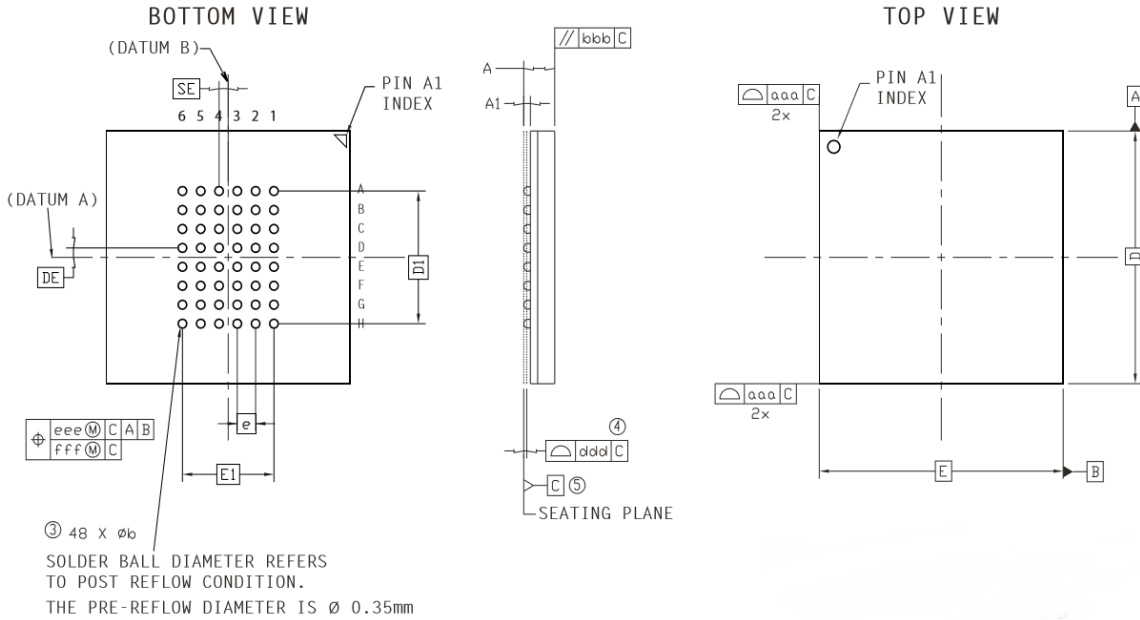 BOTTOM VIEW
(DATUM B)
SE
PIN A1
INDEX
6 5 4 3 2 1
(DATUM A)
DE
A
B
C
D
E
F
G
H
D1
e
E1
eee Ⓜ C A B
fff Ⓜ C
③ 48 X Øb
SOLDER BALL DIAMETER REFERS
TO POST REFLOW CONDITION.
THE PRE-REFLOW DIAMETER IS Ø 0.35mm
// bbb C
A
A1
④
ddd C
C ⑤
SEATING PLANE
TOP VIEW
aaa C
2x
PIN A1
INDEX
A
D
aaa C
2x
E
B